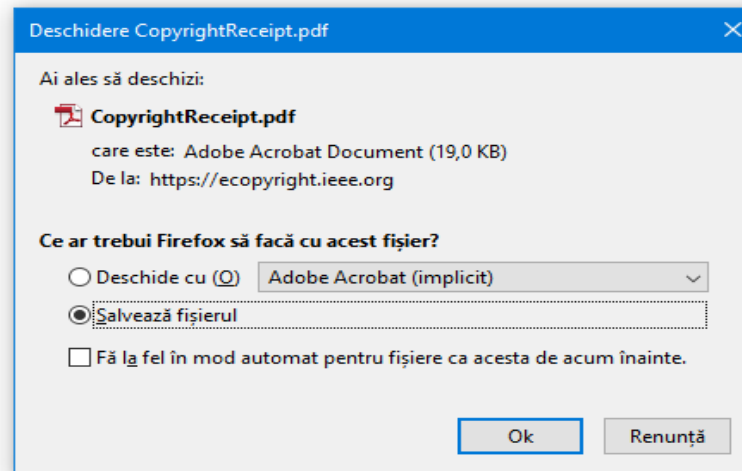 Deschidere CopyrightReceipt.pdf
Ai ales să deschizi:
CopyrightReceipt.pdf
care este: Adobe Acrobat Document (19,0 KB)
De la: https://ecopyright.ieee.org
Ce ar trebui Firefox să facă cu acest fișier?
Deschide cu (O) Adobe Acrobat (implicit)
Salvează fișierul
Fă la fel în mod automat pentru fișiere ca acesta de acum înainte.
Ok Renunță